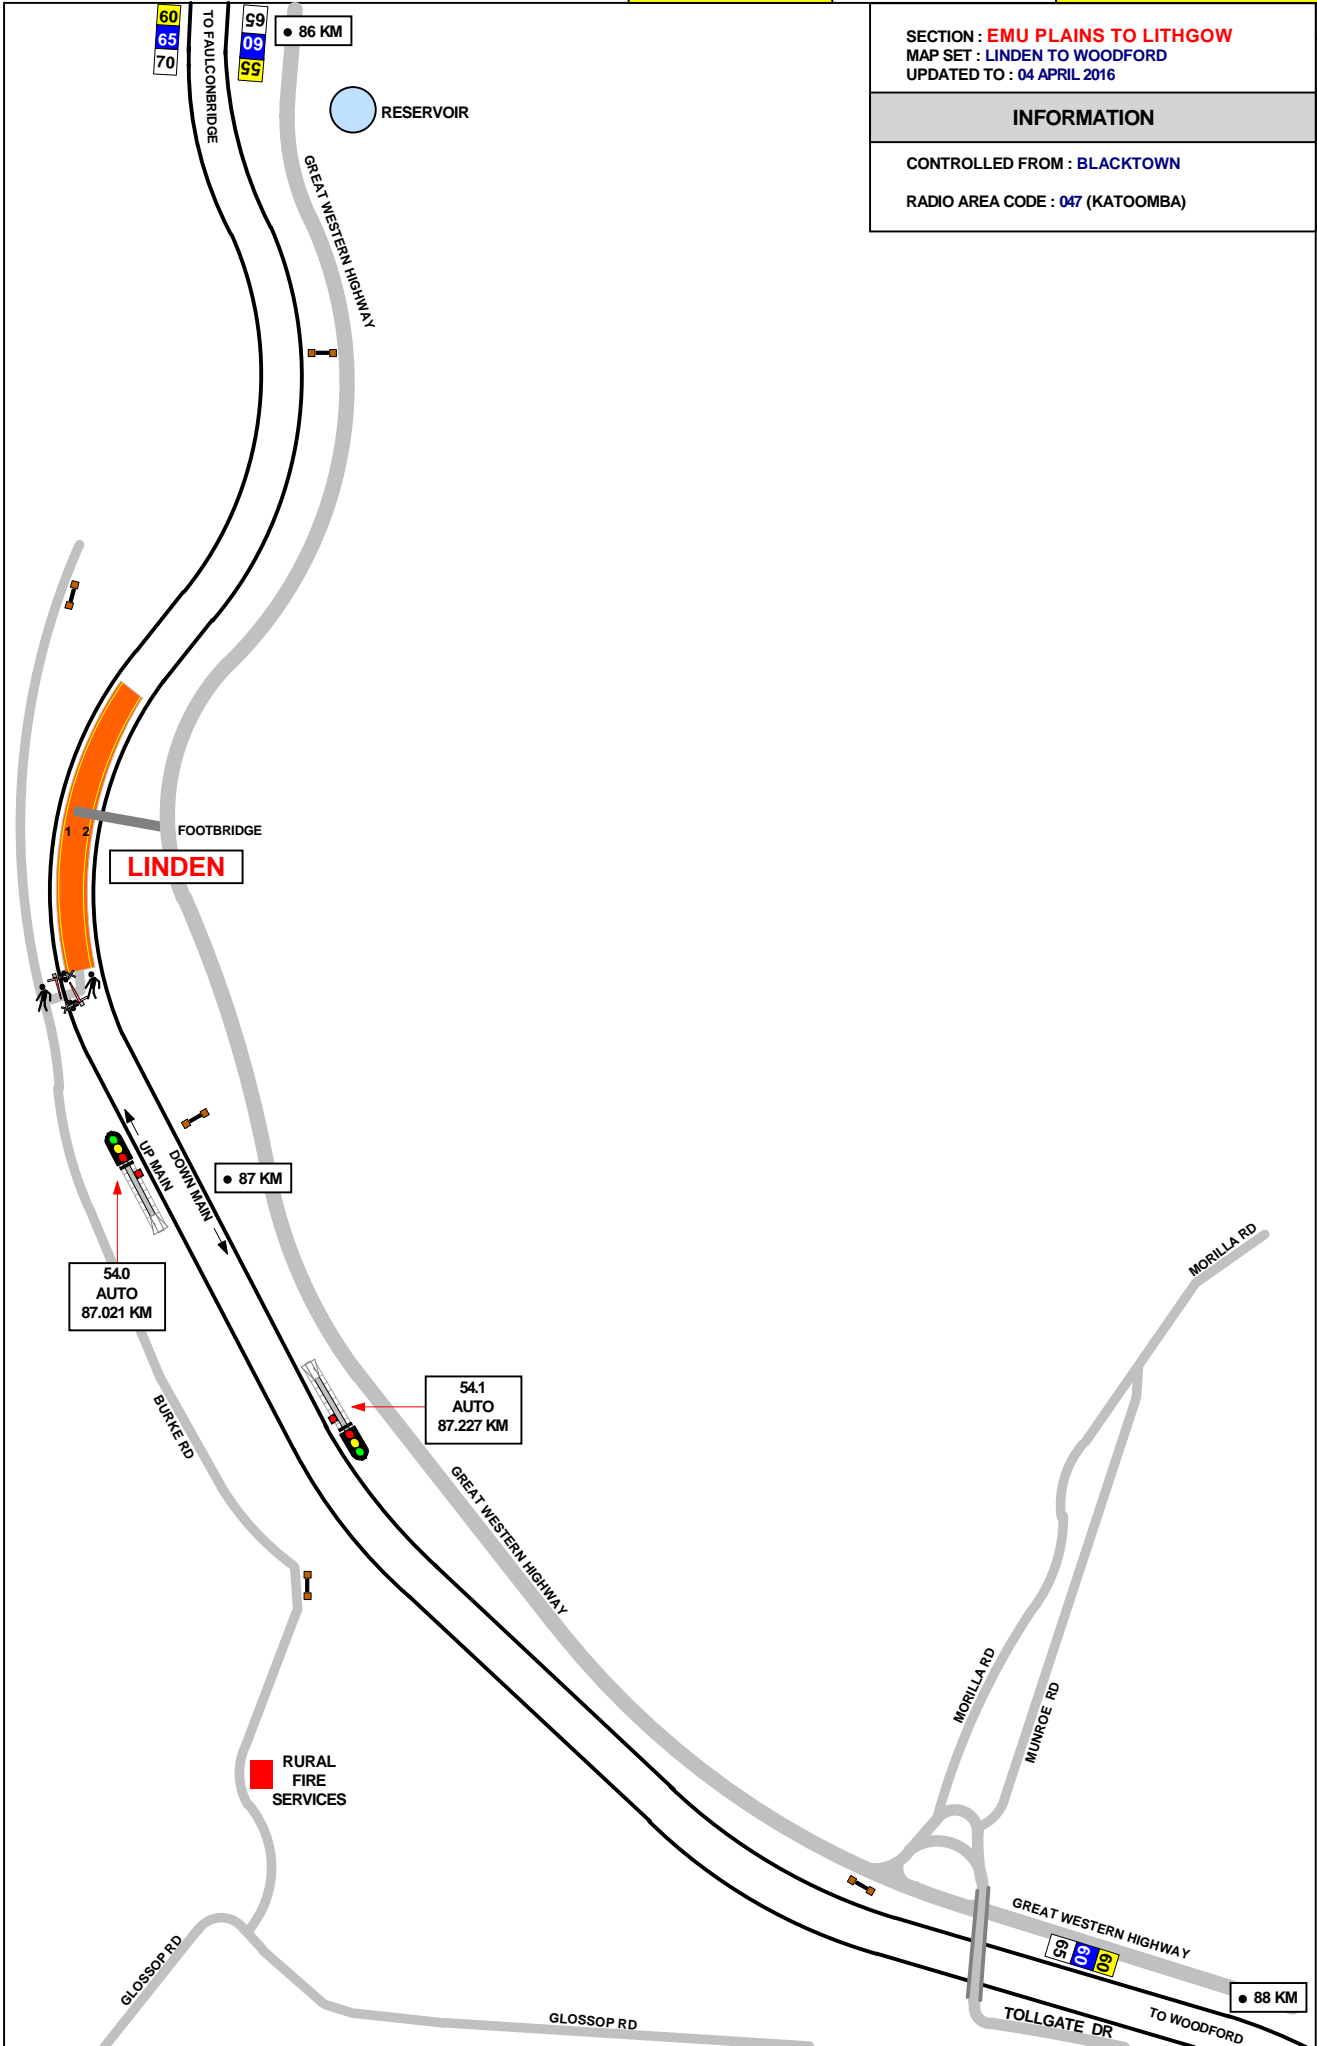 60
65
70
TO FAULCONBRIDGE
65
60
55
86 KM
RESERVOIR
SECTION : EMU PLAINS TO LITHGOW
MAP SET : LINDEN TO WOODFORD
UPDATED TO : 04 APRIL 2016
INFORMATION
CONTROLLED FROM : BLACKTOWN
RADIO AREA CODE : 047 (KATOOMBA)
GREAT WESTERN HIGHWAY
1 2
FOOTBRIDGE
LINDEN
UP MAIN
DOWN MAIN
87 KM
54.0
AUTO
87.021 KM
54.1
AUTO
87.227 KM
BURKE RD
GREAT WESTERN HIGHWAY
MORILLA RD
MORILLA RD
MUNROE RD
RURAL
FIRE
SERVICES
GREAT WESTERN HIGHWAY
65
60
60
88 KM
GLOSSOP RD
GLOSSOP RD
TOLLGATE DR
TO WOODFORD